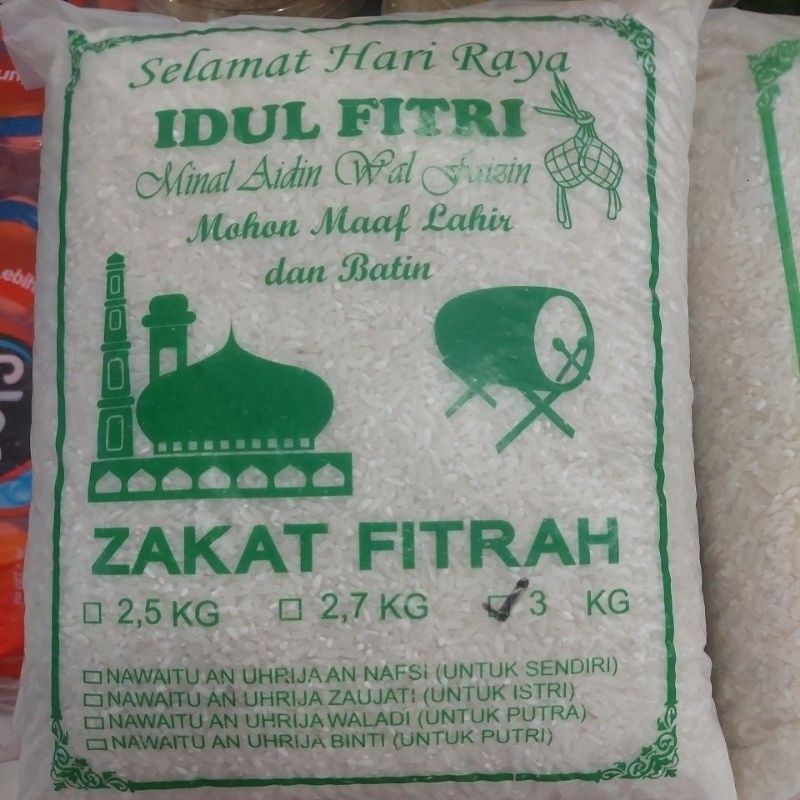 Selamat Hari Raya
IDUL FITRI
Minal Aidin Wal Faizin
Mohon Maaf Lahir
dan Batin
ZAKAT FITRAH
2,5 KG 2,7 KG 3 KG
NAWAITU AN UHRIJA AN NAFSI (UNTUK SENDIRI)
NAWAITU AN UHRIJA ZAUJATI (UNTUK ISTRI)
NAWAITU AN UHRIJA WALADI (UNTUK PUTRA)
NAWAITU AN UHRIJA BINTI (UNTUK PUTRI)